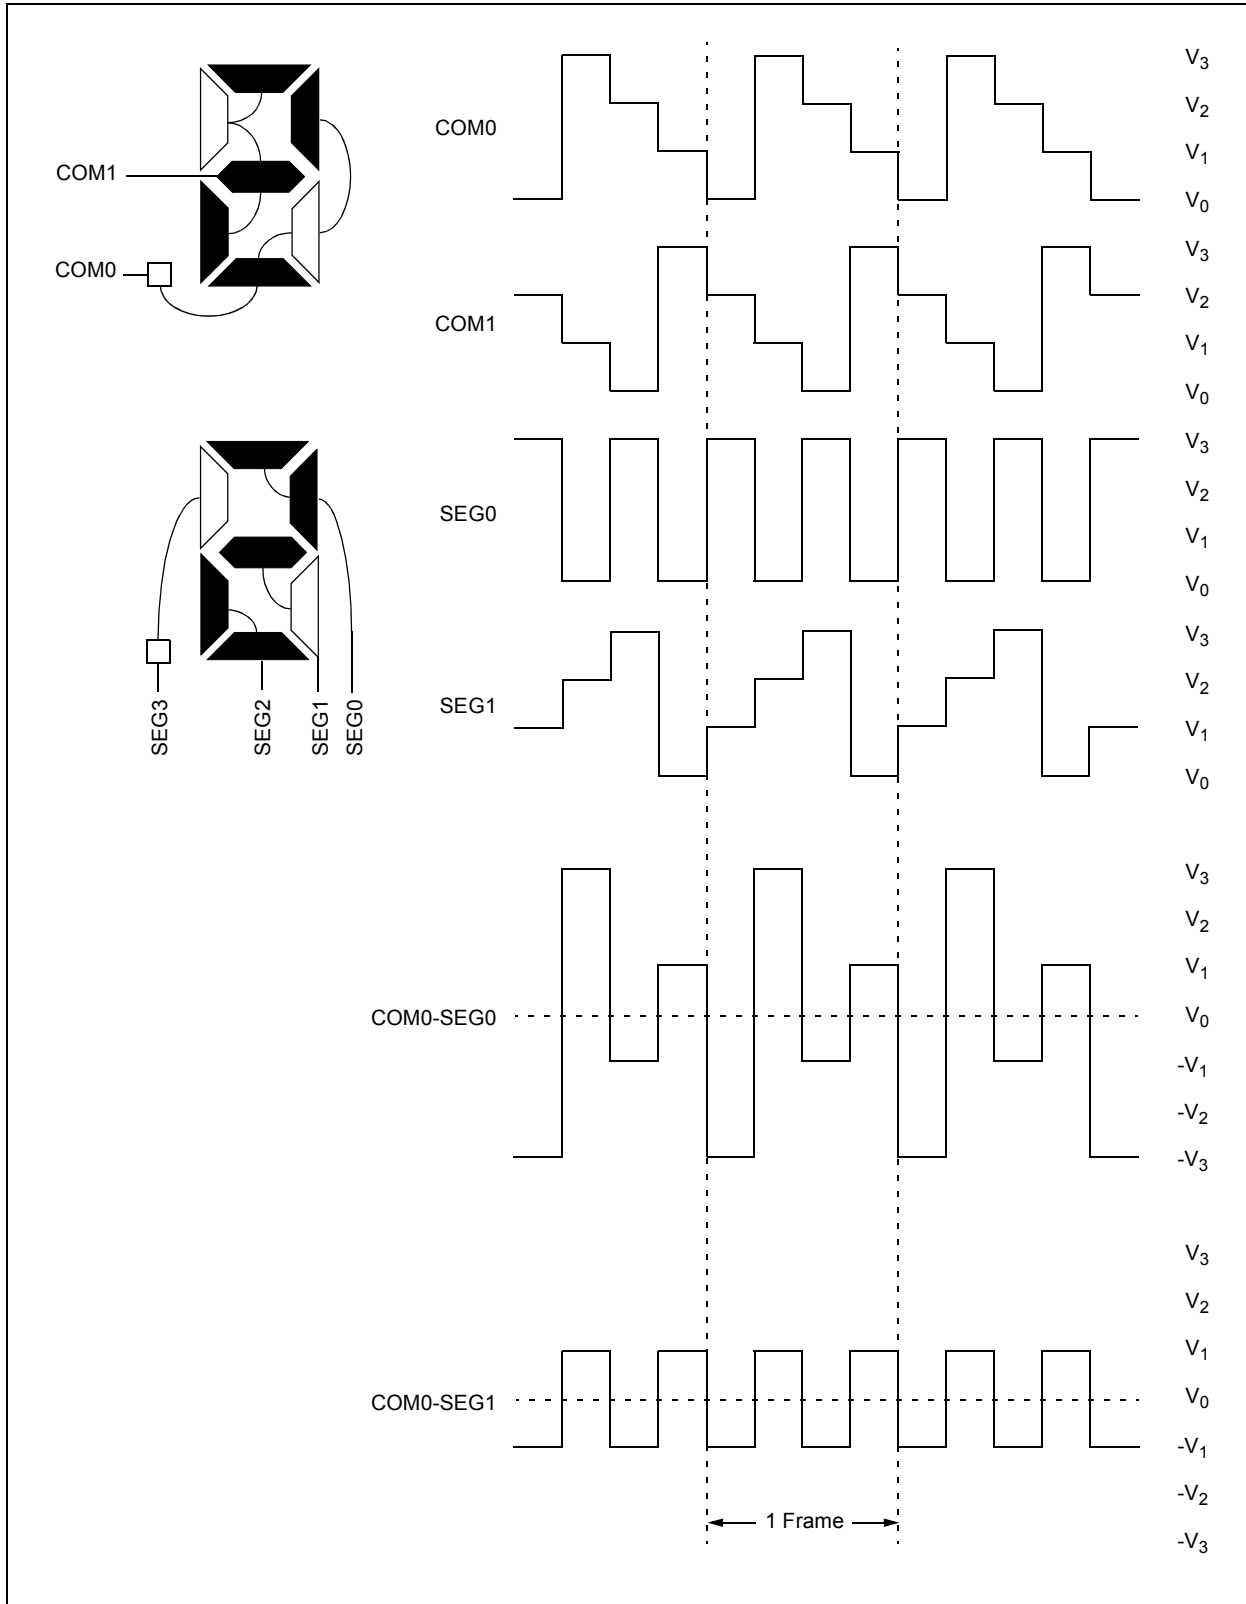 COM1
COM0
SEG3
SEG2
SEG1
SEG0
COM0
V3
V2
V1
V0
COM1
V3
V2
V1
V0
SEG0
V3
V2
V1
V0
SEG1
V3
V2
V1
V0
COM0-SEG0
V3
V2
V1
V0
-V1
-V2
-V3
COM0-SEG1
V3
V2
V1
V0
-V1
-V2
-V3
1 Frame